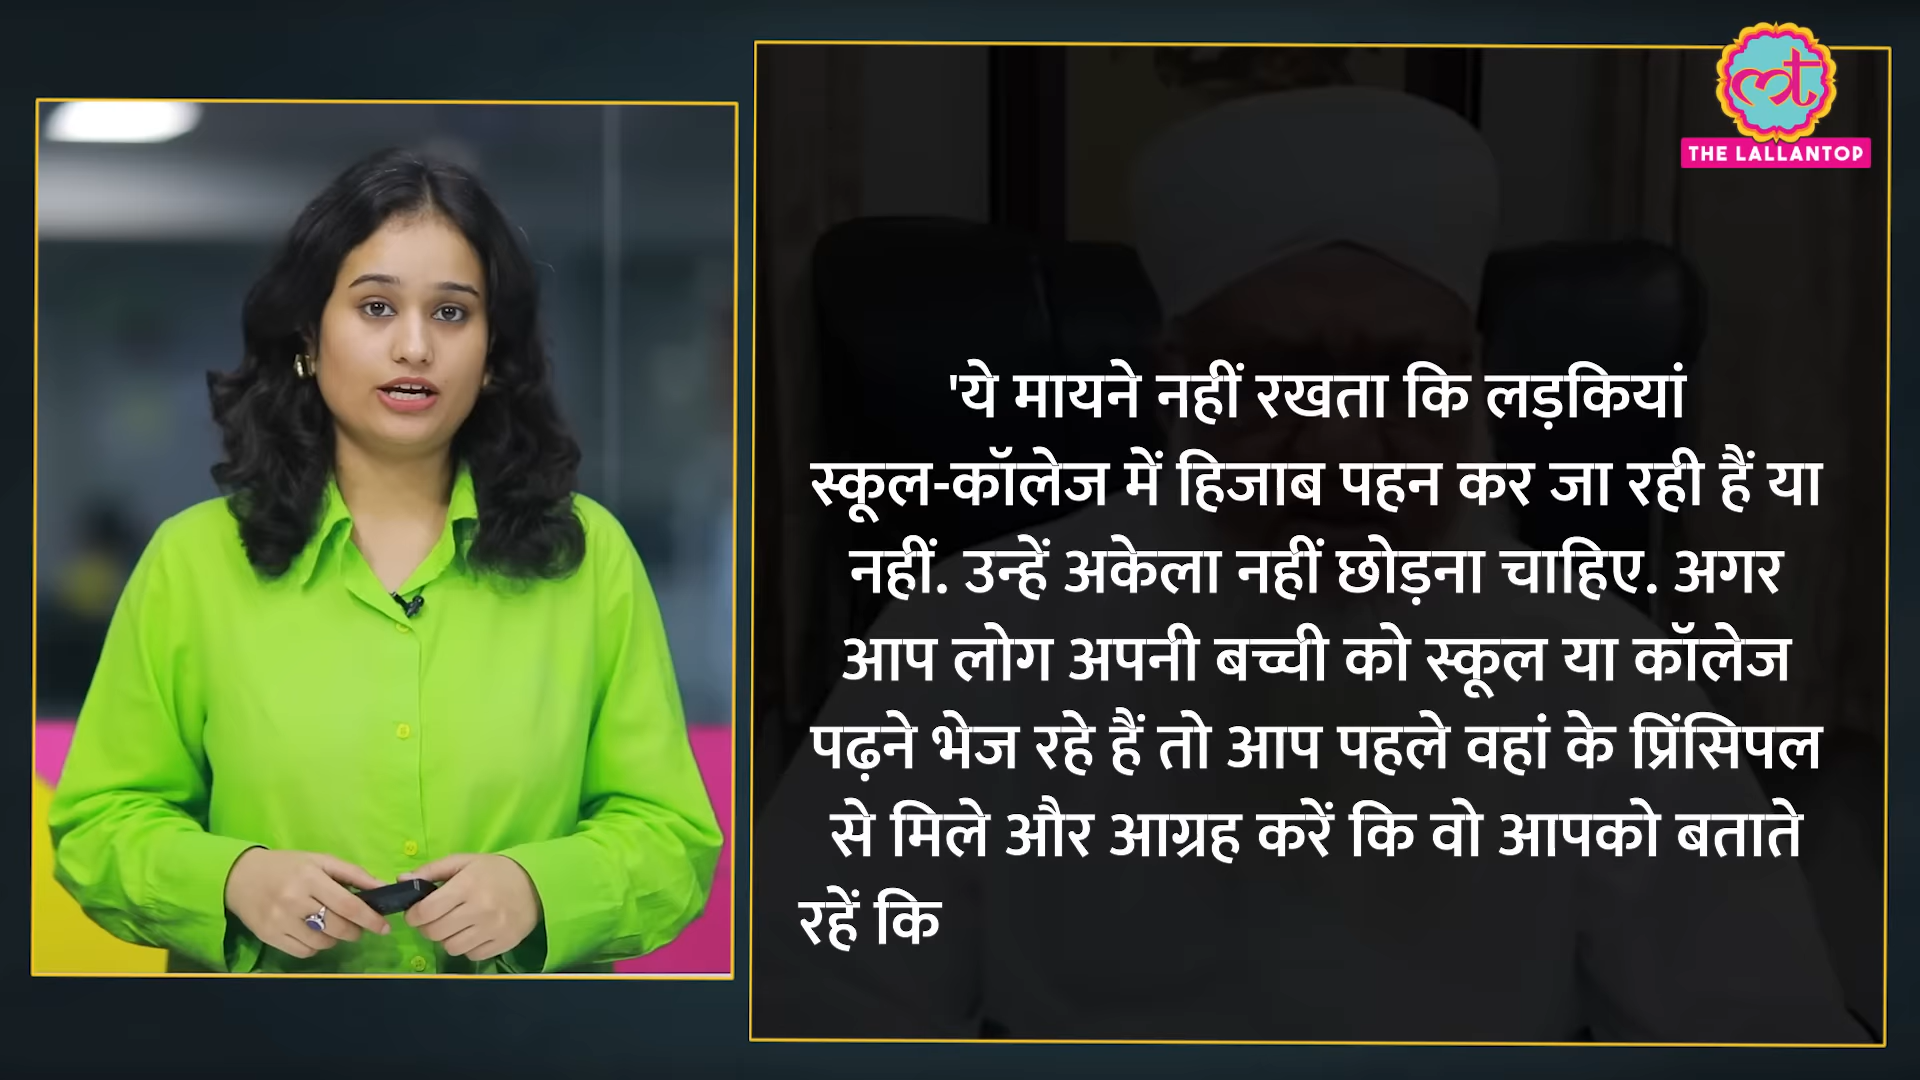 THE LALLANTOP
'ये मायने नहीं रखता कि लड़कियां
स्कूल-कॉलेज में हिजाब पहन कर जा रही हैं या
नहीं. उन्हें अकेला नहीं छोड़ना चाहिए. अगर
आप लोग अपनी बच्ची को स्कूल या कॉलेज
पढ़ने भेज रहे हैं तो आप पहले वहां के प्रिंसिपल
से मिले और आग्रह करें कि वो आपको बताते
रहें कि